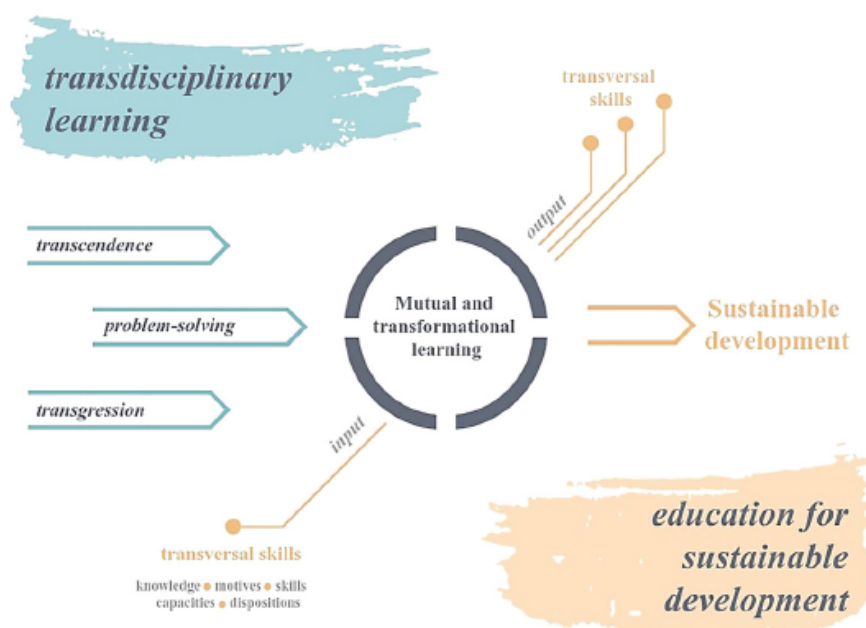 transdisciplinary
learning
transversal
skills
output
transcendence
problem-solving
transgression
Mutual and
transformational
learning
Sustainable
development
input
transversal skills
knowledge ● motives ● skills
capacities ● dispositions
education for
sustainable
development